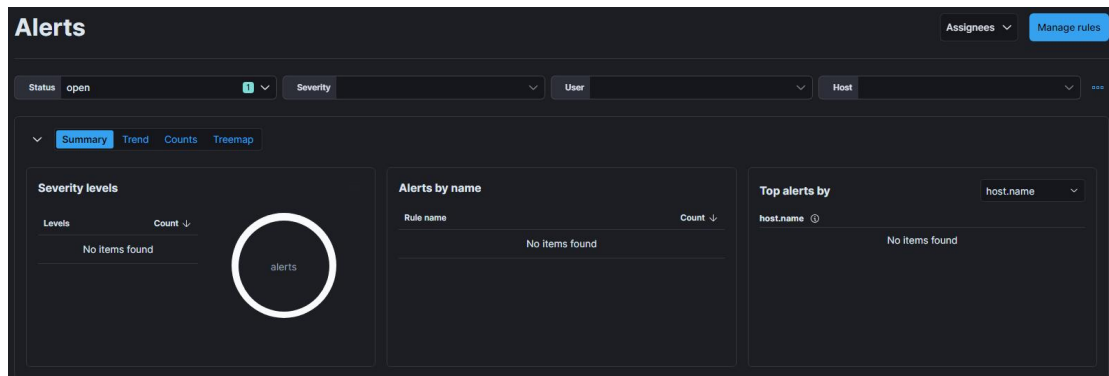 Alerts
Assignees
Manage rules
Status open 1
Severity
User
Host
Summary Trend Counts Treemap
Severity levels
Levels Count
No items found
alerts
Alerts by name
Rule name Count
No items found
Top alerts by host.name
host.name
No items found